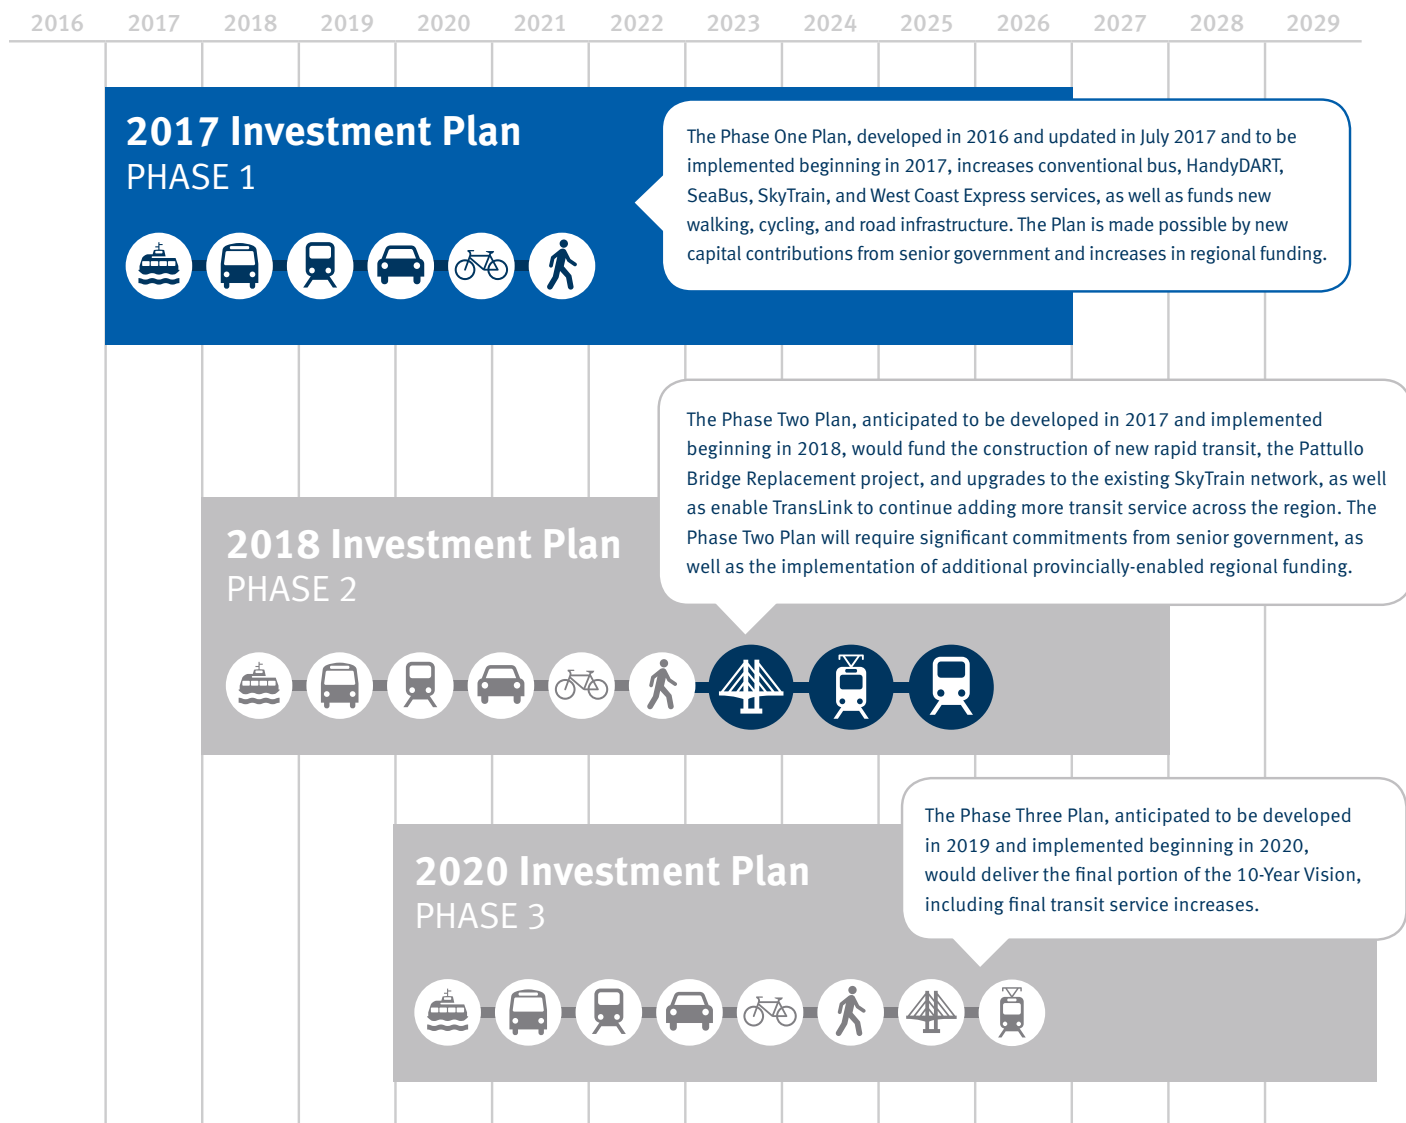 2016 2017 2018 2019 2020 2021 2022 2023 2024 2025 2026 2027 2028 2029
2017 Investment Plan
PHASE 1
The Phase One Plan, developed in 2016 and updated in July 2017 and to be
implemented beginning in 2017, increases conventional bus, HandyDART,
SeaBus, SkyTrain, and West Coast Express services, as well as funds new
walking, cycling, and road infrastructure. The Plan is made possible by new
capital contributions from senior government and increases in regional funding.
The Phase Two Plan, anticipated to be developed in 2017 and implemented
beginning in 2018, would fund the construction of new rapid transit, the Pattullo
Bridge Replacement project, and upgrades to the existing SkyTrain network, as well
as enable TransLink to continue adding more transit service across the region. The
Phase Two Plan will require significant commitments from senior government, as
well as the implementation of additional provincially-enabled regional funding.
2018 Investment Plan
PHASE 2
The Phase Three Plan, anticipated to be developed
in 2019 and implemented beginning in 2020,
would deliver the final portion of the 10-Year Vision,
including final transit service increases.
2020 Investment Plan
PHASE 3